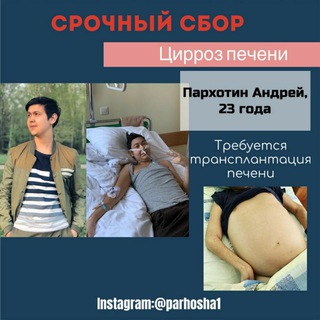 СРОЧНЫЙ СБОР
Цирроз печени
Пархотин Андрей,
23 года
Требуется
трансплантация
печени
Instagram:@parhosha1